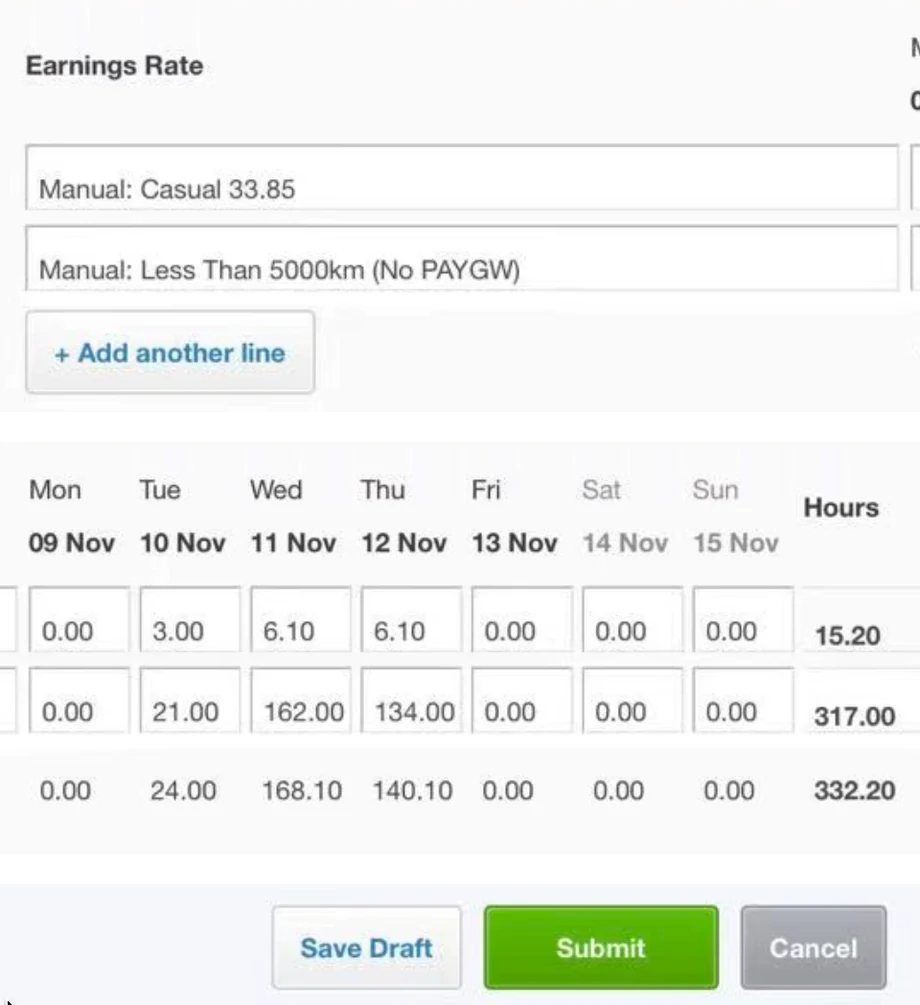 Earnings Rate
Manual: Casual 33.85
Manual: Less Than 5000km (No PAYGW)
+ Add another line
Mon Tue Wed Thu Fri Sat Sun Hours
09 Nov 10 Nov 11 Nov 12 Nov 13 Nov 14 Nov 15 Nov
0.00 3.00 6.10 6.10 0.00 0.00 0.00 15.20
0.00 21.00 162.00 134.00 0.00 0.00 0.00 317.00
0.00 24.00 168.10 140.10 0.00 0.00 0.00 332.20
Save Draft Submit Cancel